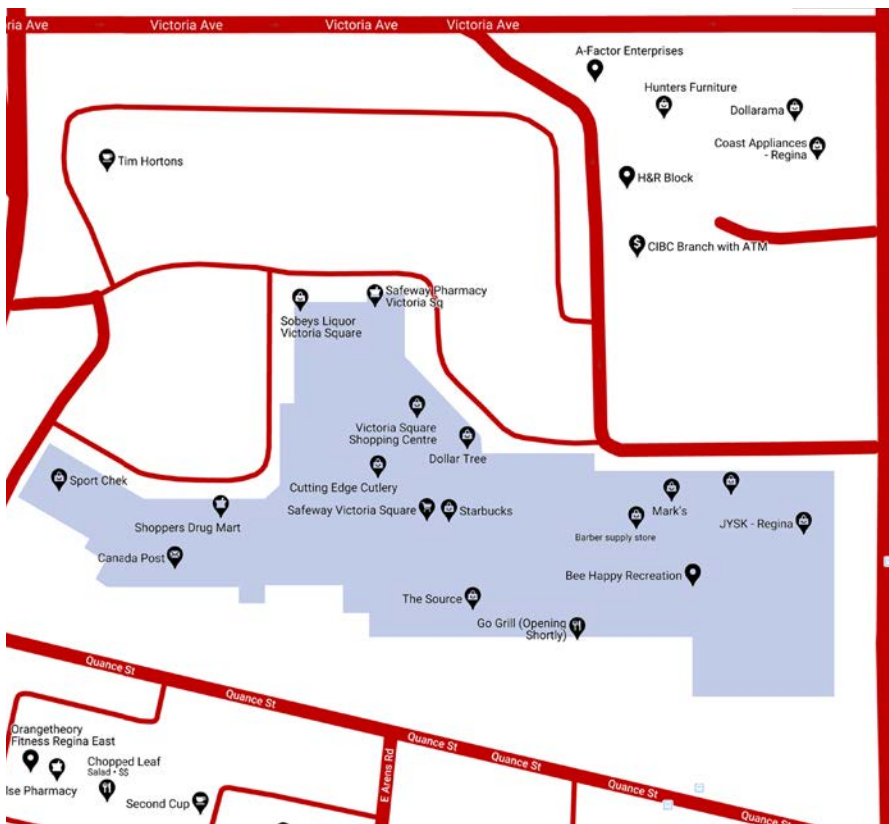 ria Ave
Victoria Ave
Victoria Ave
Victoria Ave
A-Factor Enterprises
Hunters Furniture
Dollarama
Coast Appliances
- Regina
Tim Hortons
H&R Block
$
CIBC Branch with ATM
Safeway Pharmacy
Victoria Sq
Sobeys Liquor
Victoria Square
Victoria Square
Shopping Centre
Dollar Tree
Sport Chek
Cutting Edge Cutlery
Safeway Victoria Square
Starbucks
Mark's
Shoppers Drug Mart
JYSK - Regina
Barber supply store
Canada Post
Bee Happy Recreation
The Source
Go Grill (Opening
Shortly)
Quance St
Quance St
Quance St
Quance St
Quance St
Quance St
E Arens Rd
Orangetheory
Fitness Regina East
Chopped Leaf
Salad • $$
lse Pharmacy
Second Cup